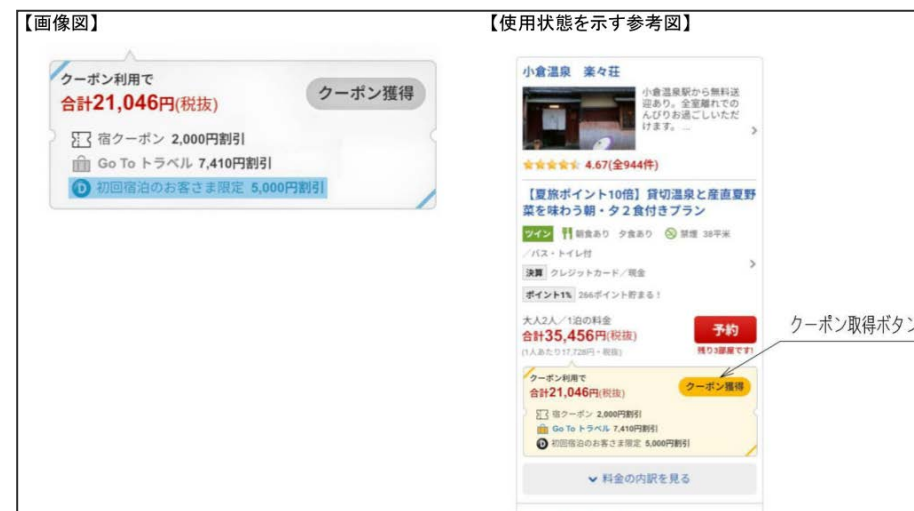 【画像図】
クーポン利用で
合計21,046円(税抜)
クーポン獲得
宿クーポン 2,000円割引
Go To トラベル 7,410円割引
初回宿泊のお客さま限定 5,000円割引
【使用状態を示す参考図】
小倉温泉 楽々荘
小倉温泉駅から無料送
迎あり。全室離れでの
んびりお過ごしいただ
けます。...
4.67(全944件)
【夏旅ポイント10倍】貸切温泉と産直夏野
菜を味わう朝・夕2食付きプラン
ツイン 朝食あり 夕食あり 禁煙 38平米
／バス・トイレ付
決算 クレジットカード／現金
ポイント1% 266ポイント貯まる！
大人2人／1泊の料金
合計35,456円(税抜)
(1人あたり17,728円・税抜)
予約
残り3部屋です!
クーポン取得ボタン
クーポン利用で
合計21,046円(税抜)
クーポン獲得
宿クーポン 2,000円割引
Go To トラベル 7,410円割引
初回宿泊のお客さま限定 5,000円割引
料金の内訳を見る